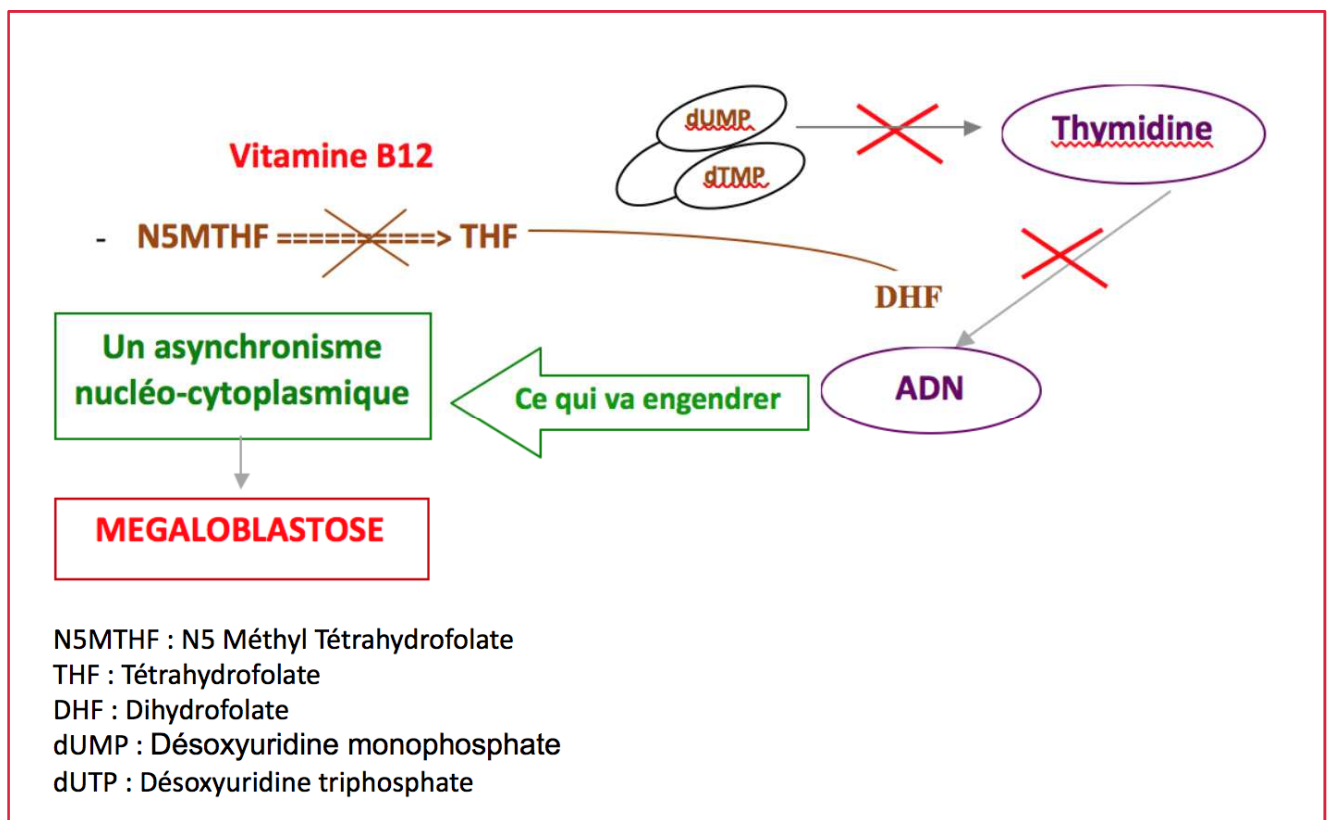 dUMP
Thymidine
Vitamine B12
dTMP
- N5MTHF ==========> THF
DHF
Un asynchronisme
nucléo-cytoplasmique
Ce qui va engendrer
ADN
MEGALOBLASTOSE
N5MTHF : N5 Méthyl Tétrahydrofolate
THF : Tétrahydrofolate
DHF : Dihydrofolate
dUMP : Désoxyuridine monophosphate
dUTP : Désoxyuridine triphosphate